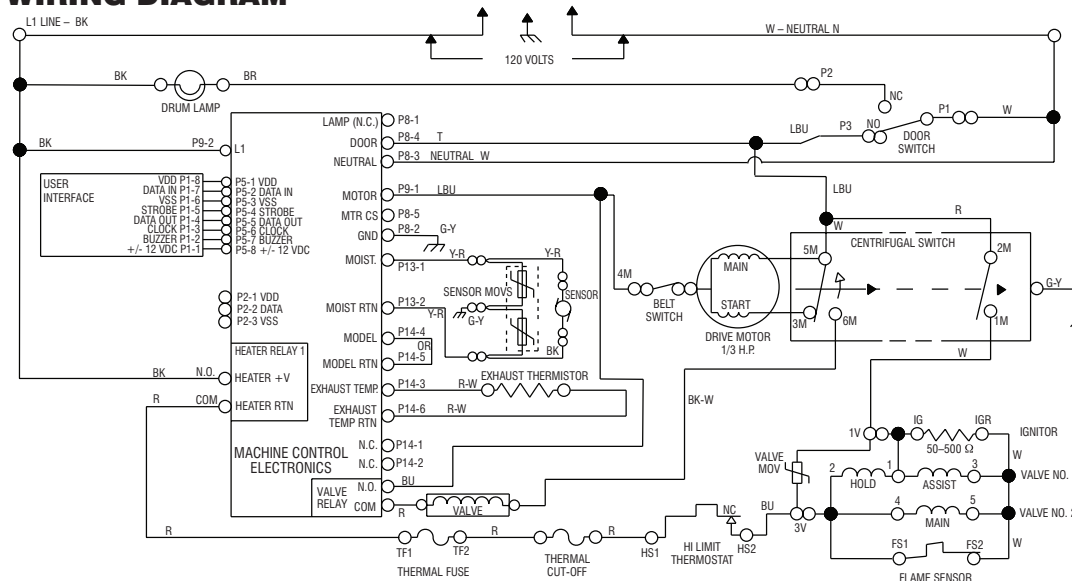 WIRING DIAGRAM
L1 LINE – BK
W – NEUTRAL N
120 VOLTS
BK
BR
P2
DRUM LAMP
NC
LAMP (N.C.)
P8-1
P1
W
DOOR
P8-4
T
LBU
P3
NO
DOOR
SWITCH
BK
P9-2
L1
NEUTRAL
P8-3
NEUTRAL W
USER
INTERFACE
VDD P1-8
P5-1 VDD
DATA IN P1-7
P5-2 DATA IN
VSS P1-6
P5-3 VSS
STROBE P1-5
P5-4 STROBE
DATA OUT P1-4
P5-5 DATA OUT
CLOCK P1-3
P5-6 CLOCK
BUZZER P1-2
P5-7 BUZZER
+/- 12 VDC P1-1
P5-8 +/- 12 VDC
MOTOR
P9-1
LBU
LBU
R
MTR CS
P8-5
W
GND
P8-2
G-Y
CENTRIFUGAL SWITCH
MOIST.
P13-1
Y-R
Y-R
5M
2M
MAIN
4M
SENSOR MOVS
SENSOR
G-Y
P2-1 VDD
P2-2 DATA
P2-3 VSS
MOIST RTN
P13-2
Y-R
G-Y
BELT
SWITCH
START
3M
6M
1M
DRIVE MOTOR
1/3 H.P.
MODEL
P14-4
OR
BK
MODEL RTN
P14-5
W
HEATER RELAY 1
BK
N.O.
HEATER +V
EXHAUST THERMISTOR
EXHAUST TEMP.
P14-3
R-W
R
COM
HEATER RTN
EXHAUST
TEMP RTN
P14-6
R-W
BK-W
N.C.
P14-1
1V
IG
IGR
IGNITOR
50–500 Ω
MACHINE CONTROL
ELECTRONICS
N.C.
P14-2
VALVE
MOV
W
2
HOLD
1
ASSIST
3
VALVE NO.
VALVE
RELAY
N.O.
BU
COM
R
VALVE
NC
BU
3V
4
MAIN
5
VALVE NO. 2
R
TF1
TF2
R
R
HS1
HS2
THERMAL FUSE
THERMAL
CUT-OFF
HI LIMIT
THERMOSTAT
FS1
FS2
W
FLAME SENSOR